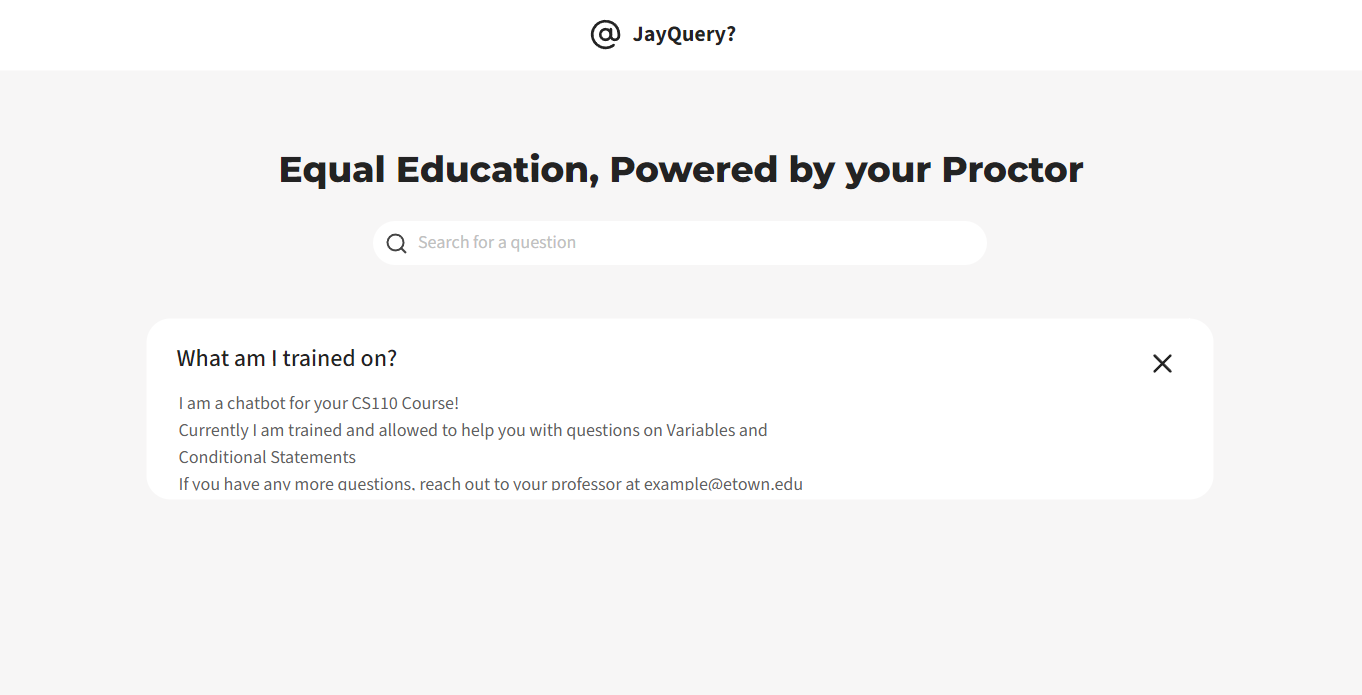 @ JayQuery?
Equal Education, Powered by your Proctor
Search for a question
What am I trained on?
I am a chatbot for your CS110 Course!
Currently I am trained and allowed to help you with questions on Variables and
Conditional Statements
If you have any more questions, reach out to your professor at example@etown.edu